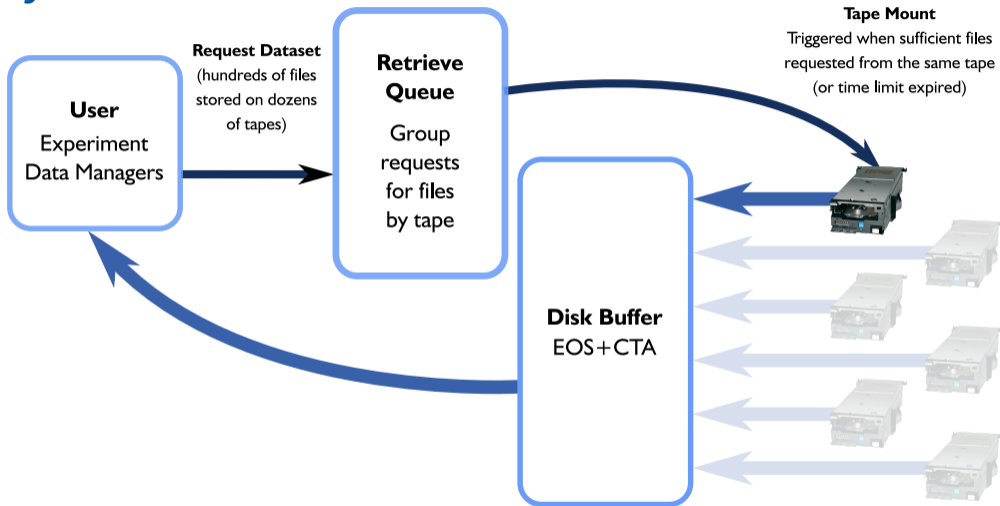 User
Experiment
Data Managers
Request Dataset
(hundreds of files
stored on dozens
of tapes)
Retrieve
Queue
Group
requests
for files
by tape
Tape Mount
Triggered when sufficient files
requested from the same tape
(or time limit expired)
Disk Buffer
EOS+CTA